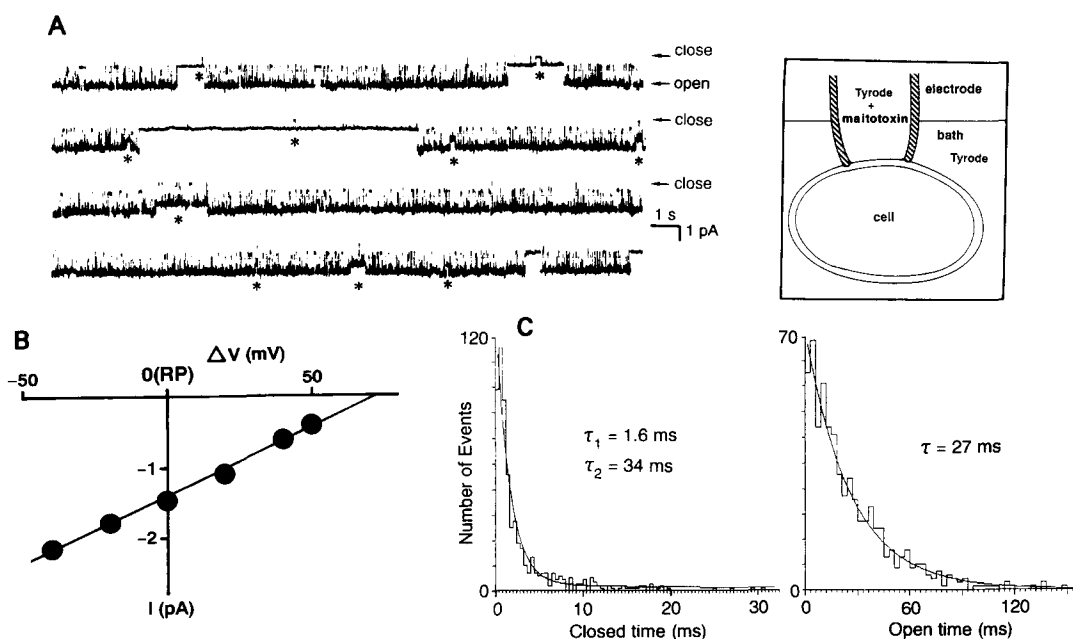 A
close
*
*
open
close
*
*
*
*
close
*
1 s
1 pA
*
*
*
Tyrode
+
maitotoxin
electrode
bath
Tyrode
cell
B
ΔV (mV)
-50
0(RP)
50
-1
-2
I (pA)
C
120
Number of Events
τ1 = 1.6 ms
τ2 = 34 ms
0
0
10
20
30
Closed time (ms)
70
τ = 27 ms
0
0
60
120
Open time (ms)